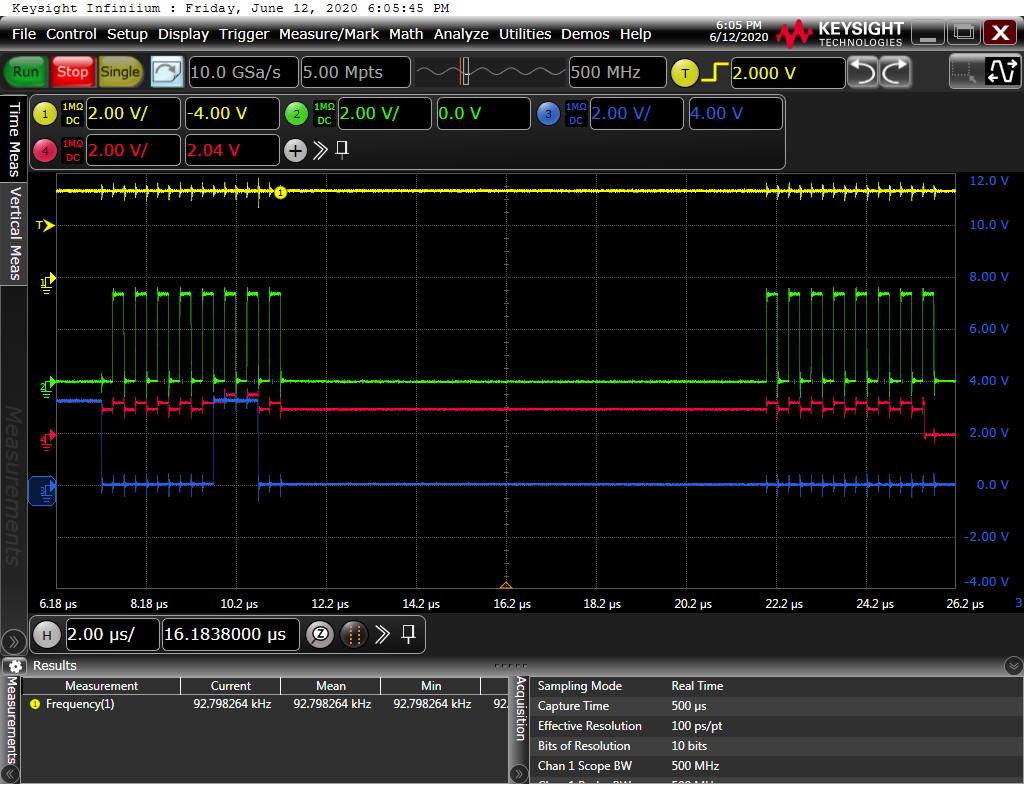 Keysight Infiniium : Friday, June 12, 2020 6:05:45 PM
File Control Setup Display Trigger Measure/Mark Math Analyze Utilities Demos Help
6:05 PM
6/12/2020
KEYSIGHT
TECHNOLOGIES
X
Run Stop Single 10.0 GSa/s 5.00 Mpts 500 MHz T 2.000 V
1 1MΩ DC 2.00 V/ -4.00 V 2 1MΩ DC 2.00 V/ 0.0 V 3 1MΩ DC 2.00 V/ 4.00 V
4 1MΩ DC 2.00 V/ 2.04 V +
Time Meas
Vertical Meas
Measurements
1
T
1
2
4
3
12.0 V
10.0 V
8.00 V
6.00 V
4.00 V
2.00 V
0.0 V
-2.00 V
-4.00 V
6.18 µs 8.18 µs 10.2 µs 12.2 µs 14.2 µs 16.2 µs 18.2 µs 20.2 µs 22.2 µs 24.2 µs 26.2 µs 3
H 2.00 µs/ 16.1838000 µs Z
Results
Measurements
Measurement Current Mean Min
1 Frequency(1) 92.798264 kHz 92.798264 kHz 92.798264 kHz 92.
Acquisition
Sampling Mode Real Time
Capture Time 500 µs
Effective Resolution 100 ps/pt
Bits of Resolution 10 bits
Chan 1 Scope BW 500 MHz